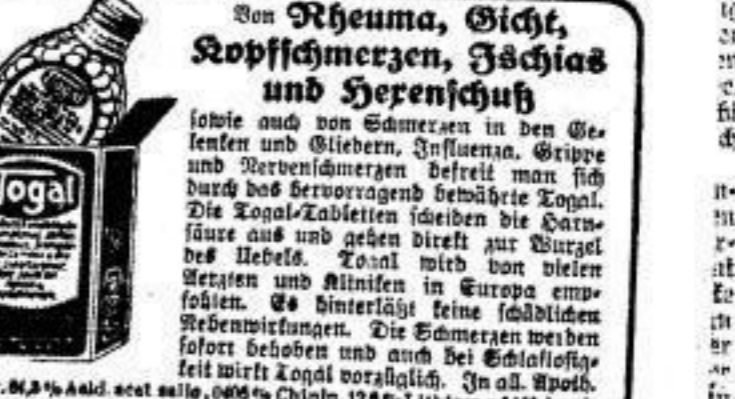 Von Rheuma, Gicht,
Kopfschmerzen, Ischias
und Hexenschuß
sowie auch von Schmerzen in den Ge-
lenken und Gliedern, Influenza, Grippe
und Nervenschmerzen befreit man sich
durch das hervorragend bewährte Togal.
Die Togal-Tabletten scheiden die Harn-
säure aus und gehen direkt zur Wurzel
des Uebels. Togal wird von vielen
Aerzten und Kliniken in Europa emp-
fohlen. Es hinterläßt keine schädlichen
Nebenwirkungen. Die Schmerzen werden
sofort behoben und auch bei Schlaflosig-
keit wirkt Togal vorzüglich. In all. Apoth.
Acid. acet salic., Chinin,
Togal